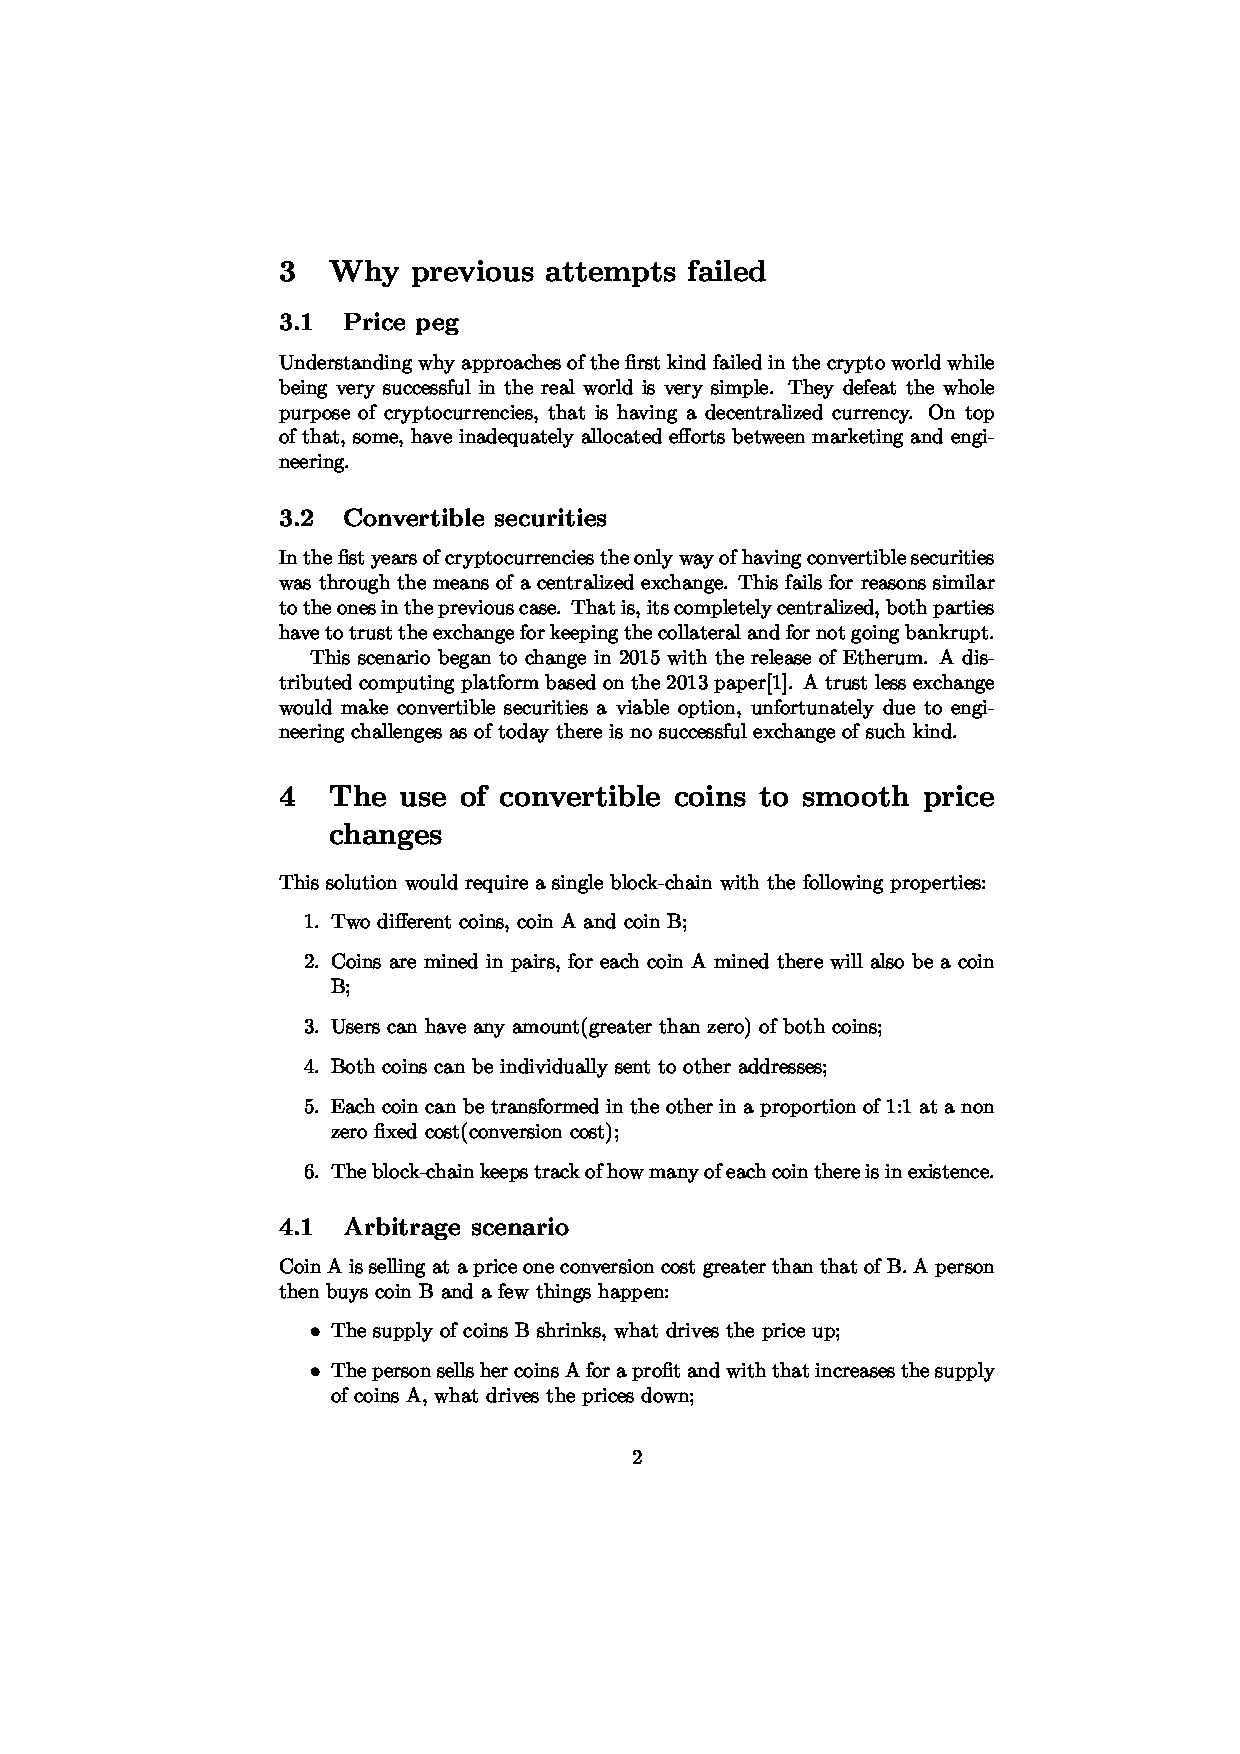 3 Why previous attempts failed
3.1 Price peg
Understanding why approaches of the first kind failed in the crypto world while
being very successful in the real world is very simple. They defeat the whole
purpose of cryptocurrencies, that is having a decentralized currency. On top
of that, some, have inadequately allocated efforts between marketing and engi-
neering.
3.2 Convertible securities
In the fist years of cryptocurrencies the only way of having convertible securities
was through the means of a centralized exchange. This fails for reasons similar
to the ones in the previous case. That is, its completely centralized, both parties
have to trust the exchange for keeping the collateral and for not going bankrupt.
This scenario began to change in 2015 with the release of Etherum. A dis-
tributed computing platform based on the 2013 paper[1]. A trust less exchange
would make convertible securities a viable option, unfortunately due to engi-
neering challenges as of today there is no successful exchange of such kind.
4 The use of convertible coins to smooth price
changes
This solution would require a single block-chain with the following properties:
1. Two different coins, coin A and coin B;
2. Coins are mined in pairs, for each coin A mined there will also be a coin
B;
3. Users can have any amount(greater than zero) of both coins;
4. Both coins can be individually sent to other addresses;
5. Each coin can be transformed in the other in a proportion of 1:1 at a non
zero fixed cost(conversion cost);
6. The block-chain keeps track of how many of each coin there is in existence.
4.1 Arbitrage scenario
Coin A is selling at a price one conversion cost greater than that of B. A person
then buys coin B and a few things happen:
• The supply of coins B shrinks, what drives the price up;
• The person sells her coins A for a profit and with that increases the supply
of coins A, what drives the prices down;
2